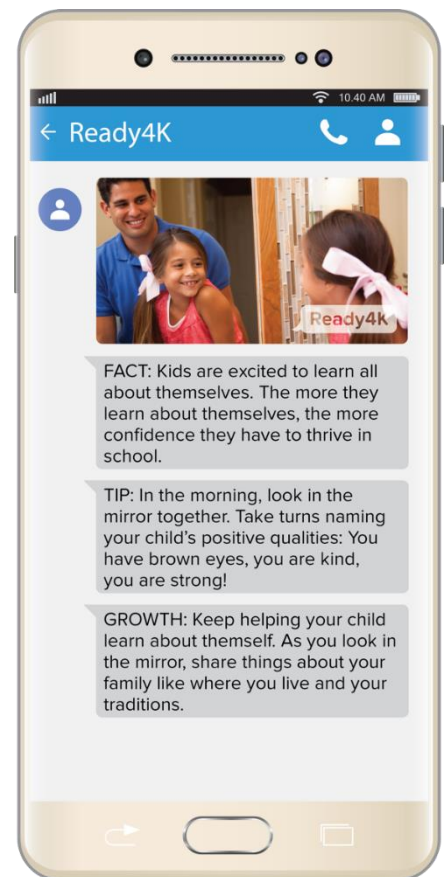 10.40 AM
Ready4K
Ready4K
FACT: Kids are excited to learn all
about themselves. The more they
learn about themselves, the more
confidence they have to thrive in
school.
TIP: In the morning, look in the
mirror together. Take turns naming
your child's positive qualities: You
have brown eyes, you are kind,
you are strong!
GROWTH: Keep helping your child
learn about themself. As you look in
the mirror, share things about your
family like where you live and your
traditions.